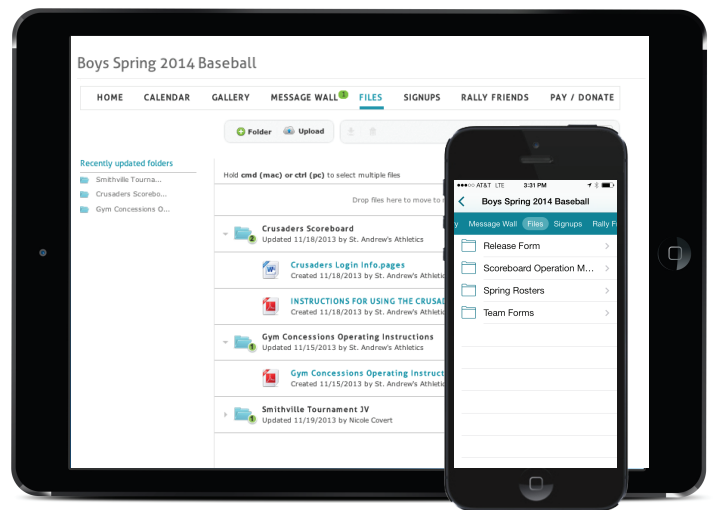 Boys Spring 2014 Baseball
HOME CALENDAR GALLERY MESSAGE WALL 1 FILES SIGNUPS RALLY FRIENDS PAY / DONATE
Folder Upload
Recently updated folders
Smithville Tourna...
Crusaders Scorebo...
Gym Concessions O...
Hold cmd (mac) or ctrl (pc) to select multiple files
Drop files here to move to
Crusaders Scoreboard
2 Updated 11/18/2013 by St. Andrew's Athletics
Crusaders Login Info.pages
Created 11/18/2013 by St. Andrew's Athletic
INSTRUCTIONS FOR USING THE CRUSAD
Created 11/18/2013 by St. Andrew's Athletic
Gym Concessions Operating Instructions
1 Updated 11/15/2013 by St. Andrew's Athletics
Gym Concessions Operating Instruct
Created 11/15/2013 by St. Andrew's Athletic
Smithville Tournament JV
1 Updated 11/19/2013 by Nicole Covert
AT&T LTE 3:31 PM
Boys Spring 2014 Baseball
y Message Wall Files Signups Rally F
Release Form
Scoreboard Operation M...
Spring Rosters
Team Forms